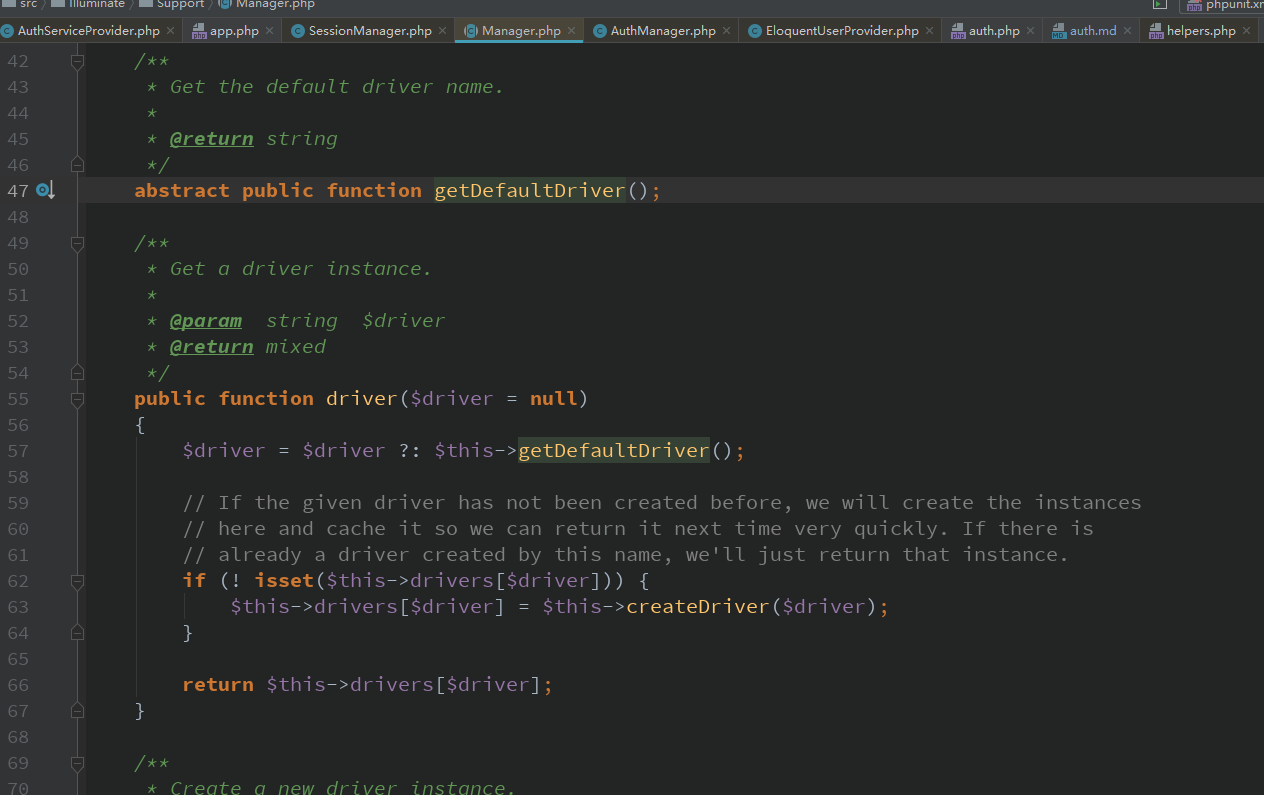 src Illuminate Support Manager.php phpunit.xm
AuthServiceProvider.php × app.php × SessionManager.php × Manager.php × AuthManager.php × EloquentUserProvider.php × auth.php × auth.md × helpers.php ×
42 /**
43 * Get the default driver name.
44 *
45 * @return string
46 */
47 abstract public function getDefaultDriver();
48
49 /**
50 * Get a driver instance.
51 *
52 * @param  string  $driver
53 * @return mixed
54 */
55 public function driver($driver = null)
56 {
57 $driver = $driver ?: $this->getDefaultDriver();
58
59 // If the given driver has not been created before, we will create the instances
60 // here and cache it so we can return it next time very quickly. If there is
61 // already a driver created by this name, we'll just return that instance.
62 if (! isset($this->drivers[$driver])) {
63 $this->drivers[$driver] = $this->createDriver($driver);
64 }
65
66 return $this->drivers[$driver];
67 }
68
69 /**
70 * Create a new driver instance.